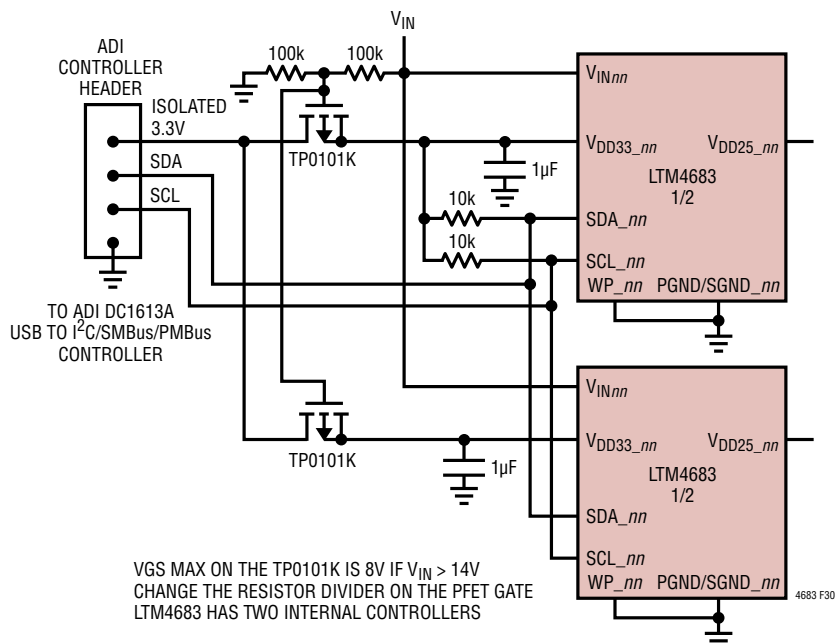 V_IN
ADI
CONTROLLER
HEADER
100k
100k
ISOLATED
3.3V
SDA
SCL
TP0101K
1µF
10k
10k
V_INnn
V_DD33_nn
V_DD25_nn
LTM4683
1/2
SDA_nn
SCL_nn
WP_nn
PGND/SGND_nn
TO ADI DC1613A
USB TO I²C/SMBus/PMBus
CONTROLLER
TP0101K
1µF
V_INnn
V_DD33_nn
V_DD25_nn
LTM4683
1/2
SDA_nn
SCL_nn
WP_nn
PGND/SGND_nn
VGS MAX ON THE TP0101K IS 8V IF V_IN > 14V
CHANGE THE RESISTOR DIVIDER ON THE PFET GATE
LTM4683 HAS TWO INTERNAL CONTROLLERS
4683 F30